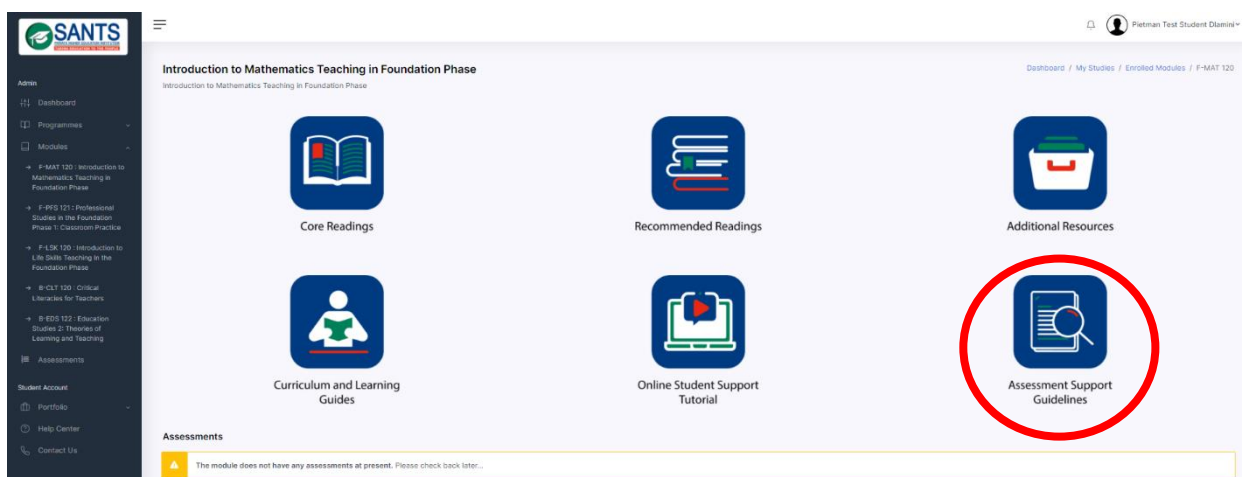 SANTS
Admin
Dashboard
Programmes
Modules
F-MAT 120 : Introduction to
Mathematics Teaching in
Foundation Phase
F-PFS 121 : Professional
Studies in the Foundation
Phase 1: Classroom Practice
F-LSK 120 : Introduction to
Life Skills Teaching in the
Foundation Phase
B-CLT 120 : Critical
Literacies for Teachers
B-EDS 122 : Education
Studies 2: Theories of
Learning and Teaching
Assessments
Student Account
Portfolio
Help Center
Contact Us
Pietman Test Student Dlamini
Introduction to Mathematics Teaching in Foundation Phase
Introduction to Mathematics Teaching in Foundation Phase
Dashboard / My Studies / Enrolled Modules / F-MAT 120
Core Readings
Recommended Readings
Additional Resources
Curriculum and Learning
Guides
Online Student Support
Tutorial
Assessment Support
Guidelines
Assessments
The module does not have any assessments at present. Please check back later...